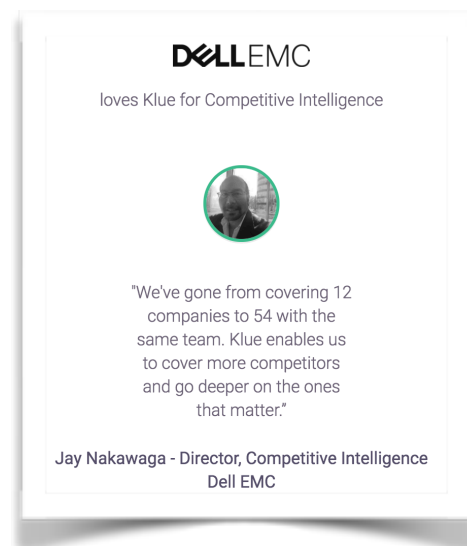 DELLEMC
loves Klue for Competitive Intelligence
"We've gone from covering 12
companies to 54 with the
same team. Klue enables us
to cover more competitors
and go deeper on the ones
that matter.”
Jay Nakawaga - Director, Competitive Intelligence
Dell EMC